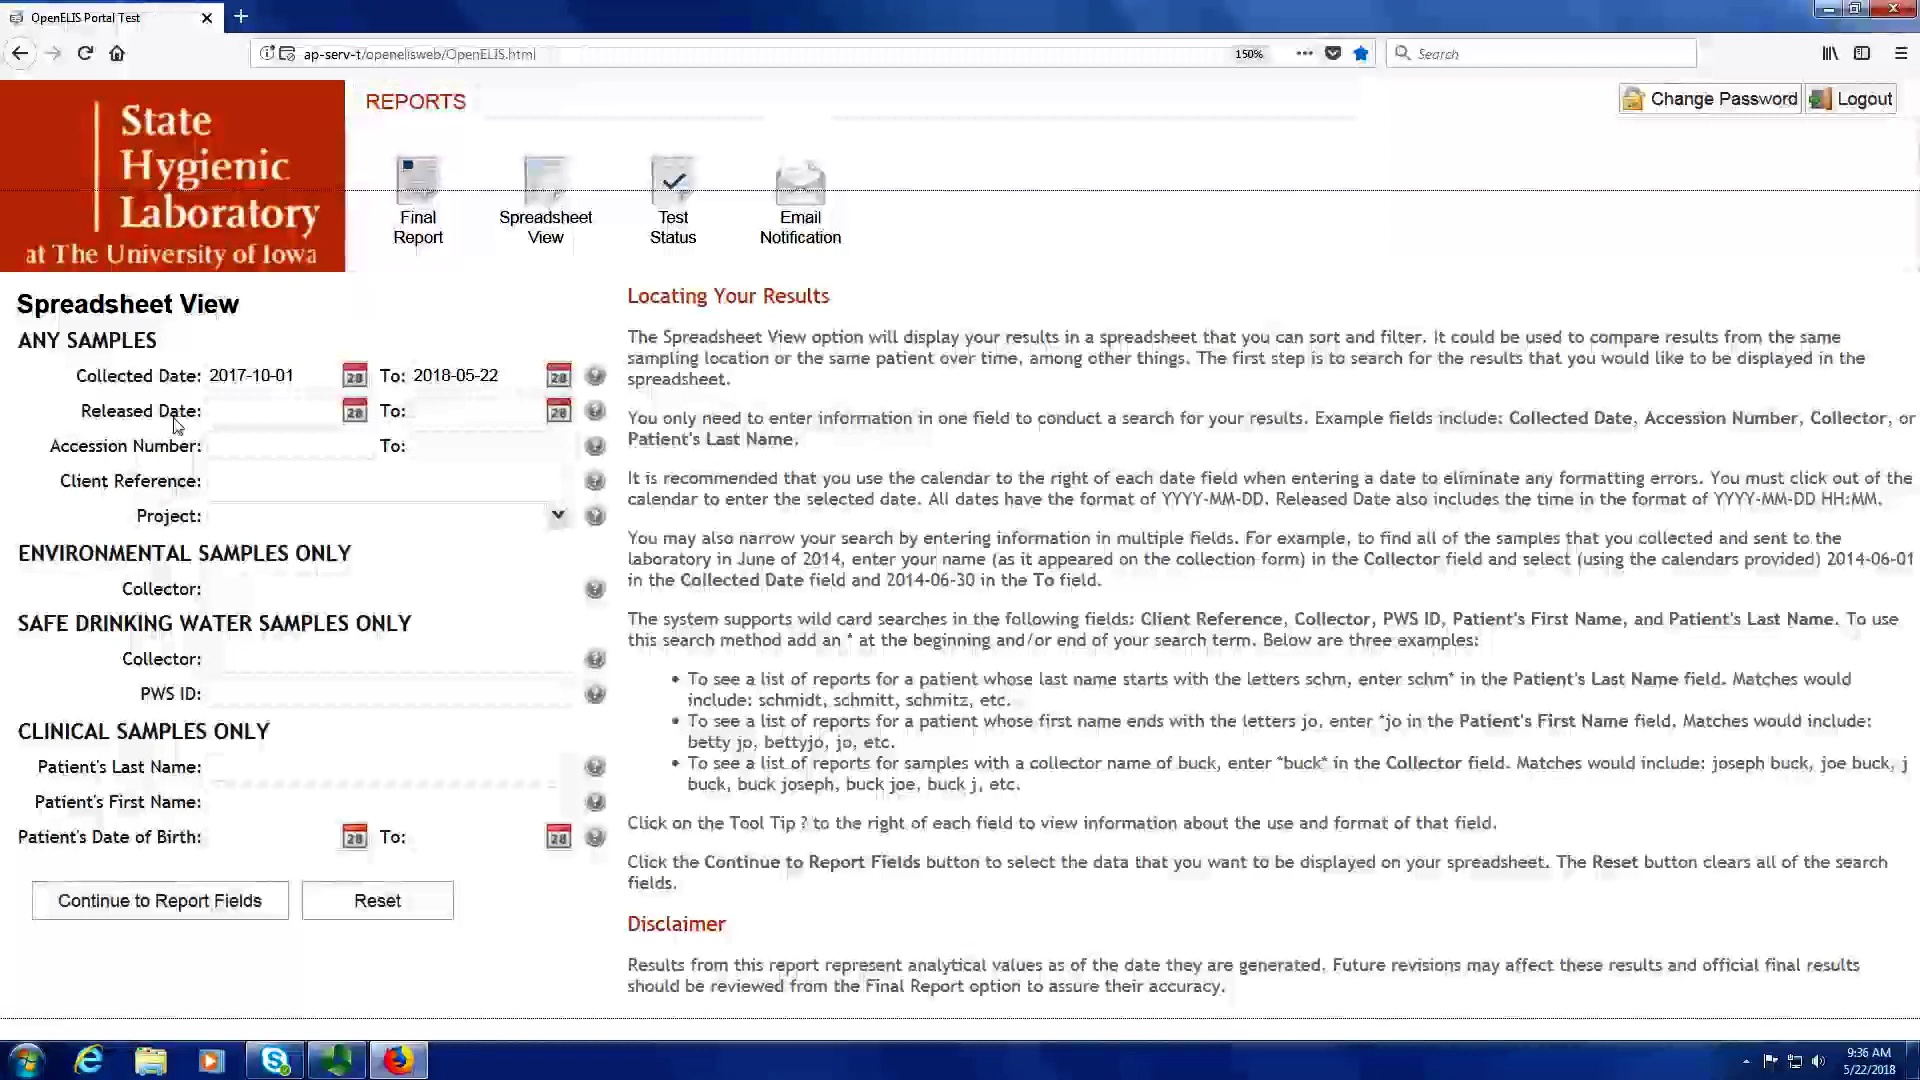 OpenELIS Portal Test
ap-serv-t/openelisweb/OpenELIS.html
150%
Search
State
Hygienic
Laboratory
at The University of Iowa
REPORTS
Change Password
Logout
Final
Report
Spreadsheet
View
Test
Status
Email
Notification
Spreadsheet View
ANY SAMPLES
Collected Date: 2017-10-01 28 To: 2018-05-22 28 ?
Released Date: 28 To: 28 ?
Accession Number: To: ?
Client Reference: ?
Project: ?
ENVIRONMENTAL SAMPLES ONLY
Collector: ?
SAFE DRINKING WATER SAMPLES ONLY
Collector: ?
PWS ID: ?
CLINICAL SAMPLES ONLY
Patient's Last Name: ?
Patient's First Name: ?
Patient's Date of Birth: 28 To: 28 ?
Continue to Report Fields
Reset
Locating Your Results
The Spreadsheet View option will display your results in a spreadsheet that you can sort and filter. It could be used to compare results from the same
sampling location or the same patient over time, among other things. The first step is to search for the results that you would like to be displayed in the
spreadsheet.
You only need to enter information in one field to conduct a search for your results. Example fields include: Collected Date, Accession Number, Collector, or
Patient's Last Name.
It is recommended that you use the calendar to the right of each date field when entering a date to eliminate any formatting errors. You must click out of the
calendar to enter the selected date. All dates have the format of YYYY-MM-DD. Released Date also includes the time in the format of YYYY-MM-DD HH:MM.
You may also narrow your search by entering information in multiple fields. For example, to find all of the samples that you collected and sent to the
laboratory in June of 2014, enter your name (as it appeared on the collection form) in the Collector field and select (using the calendars provided) 2014-06-01
in the Collected Date field and 2014-06-30 in the To field.
The system supports wild card searches in the following fields: Client Reference, Collector, PWS ID, Patient's First Name, and Patient's Last Name. To use
this search method add an * at the beginning and/or end of your search term. Below are three examples:
• To see a list of reports for a patient whose last name starts with the letters schm, enter schm* in the Patient's Last Name field. Matches would
include: schmidt, schmitt, schmitz, etc.
• To see a list of reports for a patient whose first name ends with the letters jo, enter *jo in the Patient's First Name field. Matches would include:
betty jo, bettyjo, jo, etc.
• To see a list of reports for samples with a collector name of buck, enter *buck* in the Collector field. Matches would include: joseph buck, joe buck, j
buck, buck joseph, buck joe, buck j, etc.
Click on the Tool Tip ? to the right of each field to view information about the use and format of that field.
Click the Continue to Report Fields button to select the data that you want to be displayed on your spreadsheet. The Reset button clears all of the search
fields.
Disclaimer
Results from this report represent analytical values as of the date they are generated. Future revisions may affect these results and official final results
should be reviewed from the Final Report option to assure their accuracy.
9:36 AM
5/22/2018